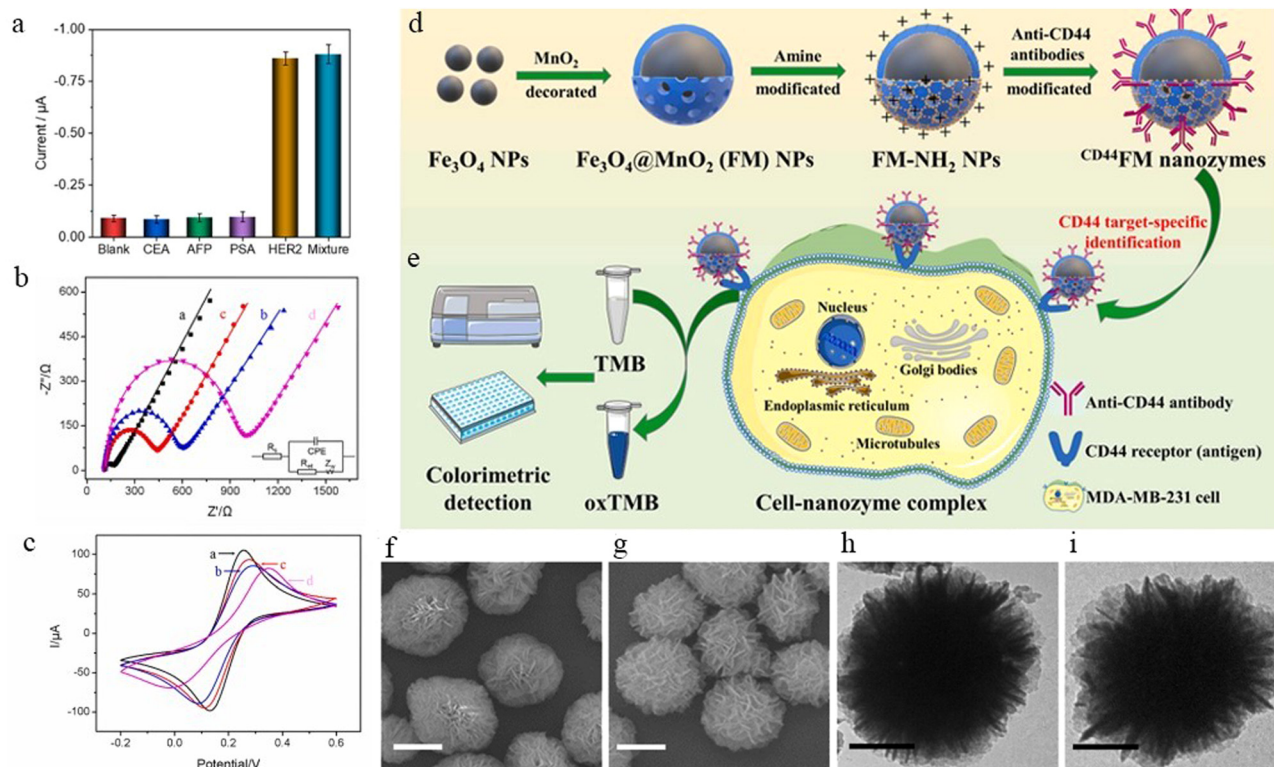 a
-1.00
-0.75
-0.50
-0.25
0.00
Current / μA
Blank CEA AFP PSA HER2 Mixture
b
600
450
300
150
0
-Z''/Ω
a c b d
CPE
0 300 600 900 1200 1500
Z'/Ω
c
100
50
0
-50
-100
I/μA
a
b
c
d
-0.2 0.0 0.2 0.4 0.6
Potential/V
d
MnO₂
decorated
Amine
modificated
Anti-CD44
antibodies
modificated
Fe₃O₄ NPs
Fe₃O₄@MnO₂ (FM) NPs
FM-NH₂ NPs
ᶜᴰ⁴⁴FM nanozymes
CD44 target-specific
identification
e
TMB
oxTMB
Colorimetric
detection
Nucleus
Golgi bodies
Endoplasmic reticulum
Microtubules
Cell-nanozyme complex
Anti-CD44 antibody
CD44 receptor (antigen)
MDA-MB-231 cell
f
g
h
i